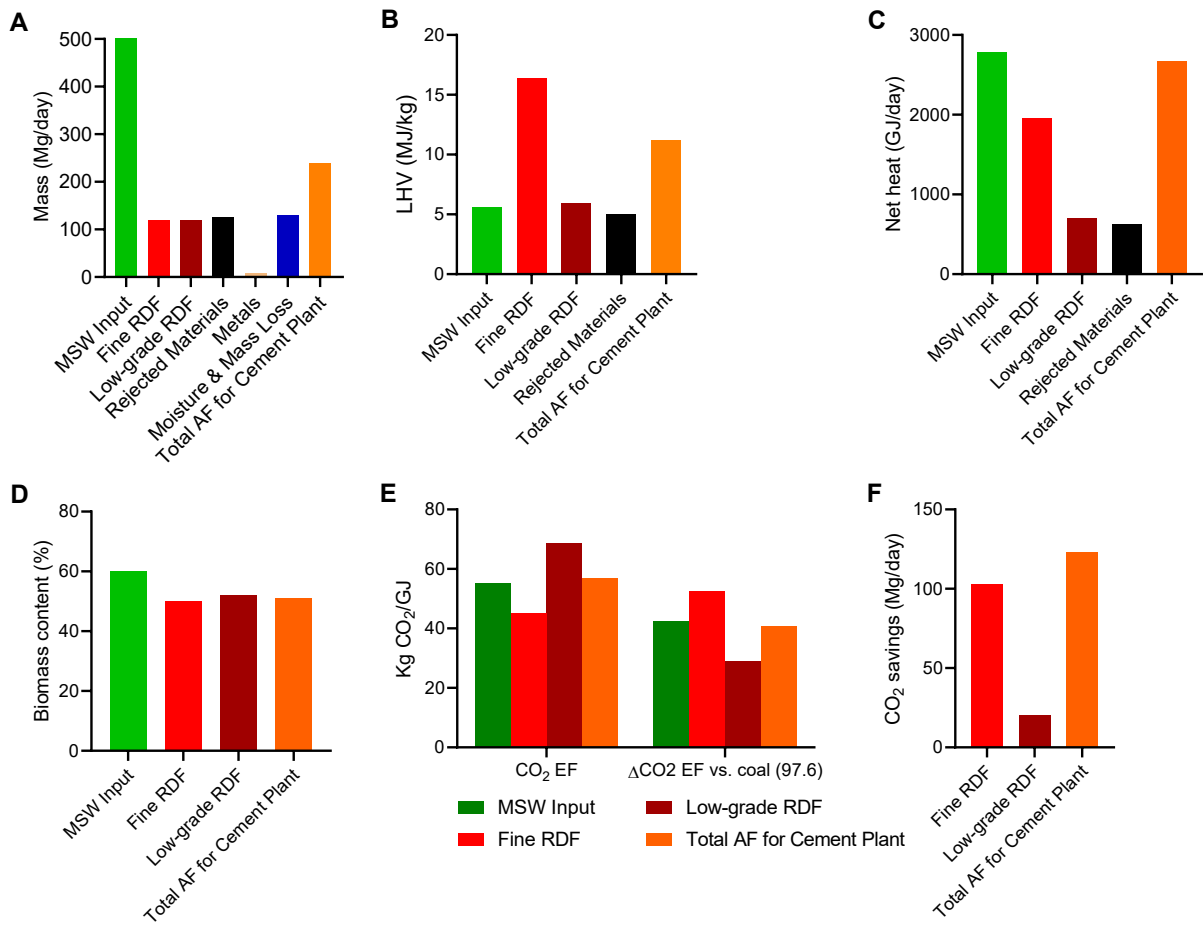 A
Mass (Mg/day)
500
400
300
200
100
0
MSW Input
Fine RDF
Low-grade RDF
Rejected Materials
Metals
Moisture & Mass Loss
Total AF for Cement Plant
B
LHV (MJ/kg)
20
15
10
5
0
MSW Input
Fine RDF
Low-grade RDF
Rejected Materials
Total AF for Cement Plant
C
Net heat (GJ/day)
3000
2000
1000
0
MSW Input
Fine RDF
Low-grade RDF
Rejected Materials
Total AF for Cement Plant
D
Biomass content (%)
80
60
40
20
0
MSW Input
Fine RDF
Low-grade RDF
Total AF for Cement Plant
E
Kg CO₂/GJ
80
60
40
20
0
CO₂ EF
ΔCO2 EF vs. coal (97.6)
MSW Input
Fine RDF
Low-grade RDF
Total AF for Cement Plant
F
CO₂ savings (Mg/day)
150
100
50
0
Fine RDF
Low-grade RDF
Total AF for Cement Plant